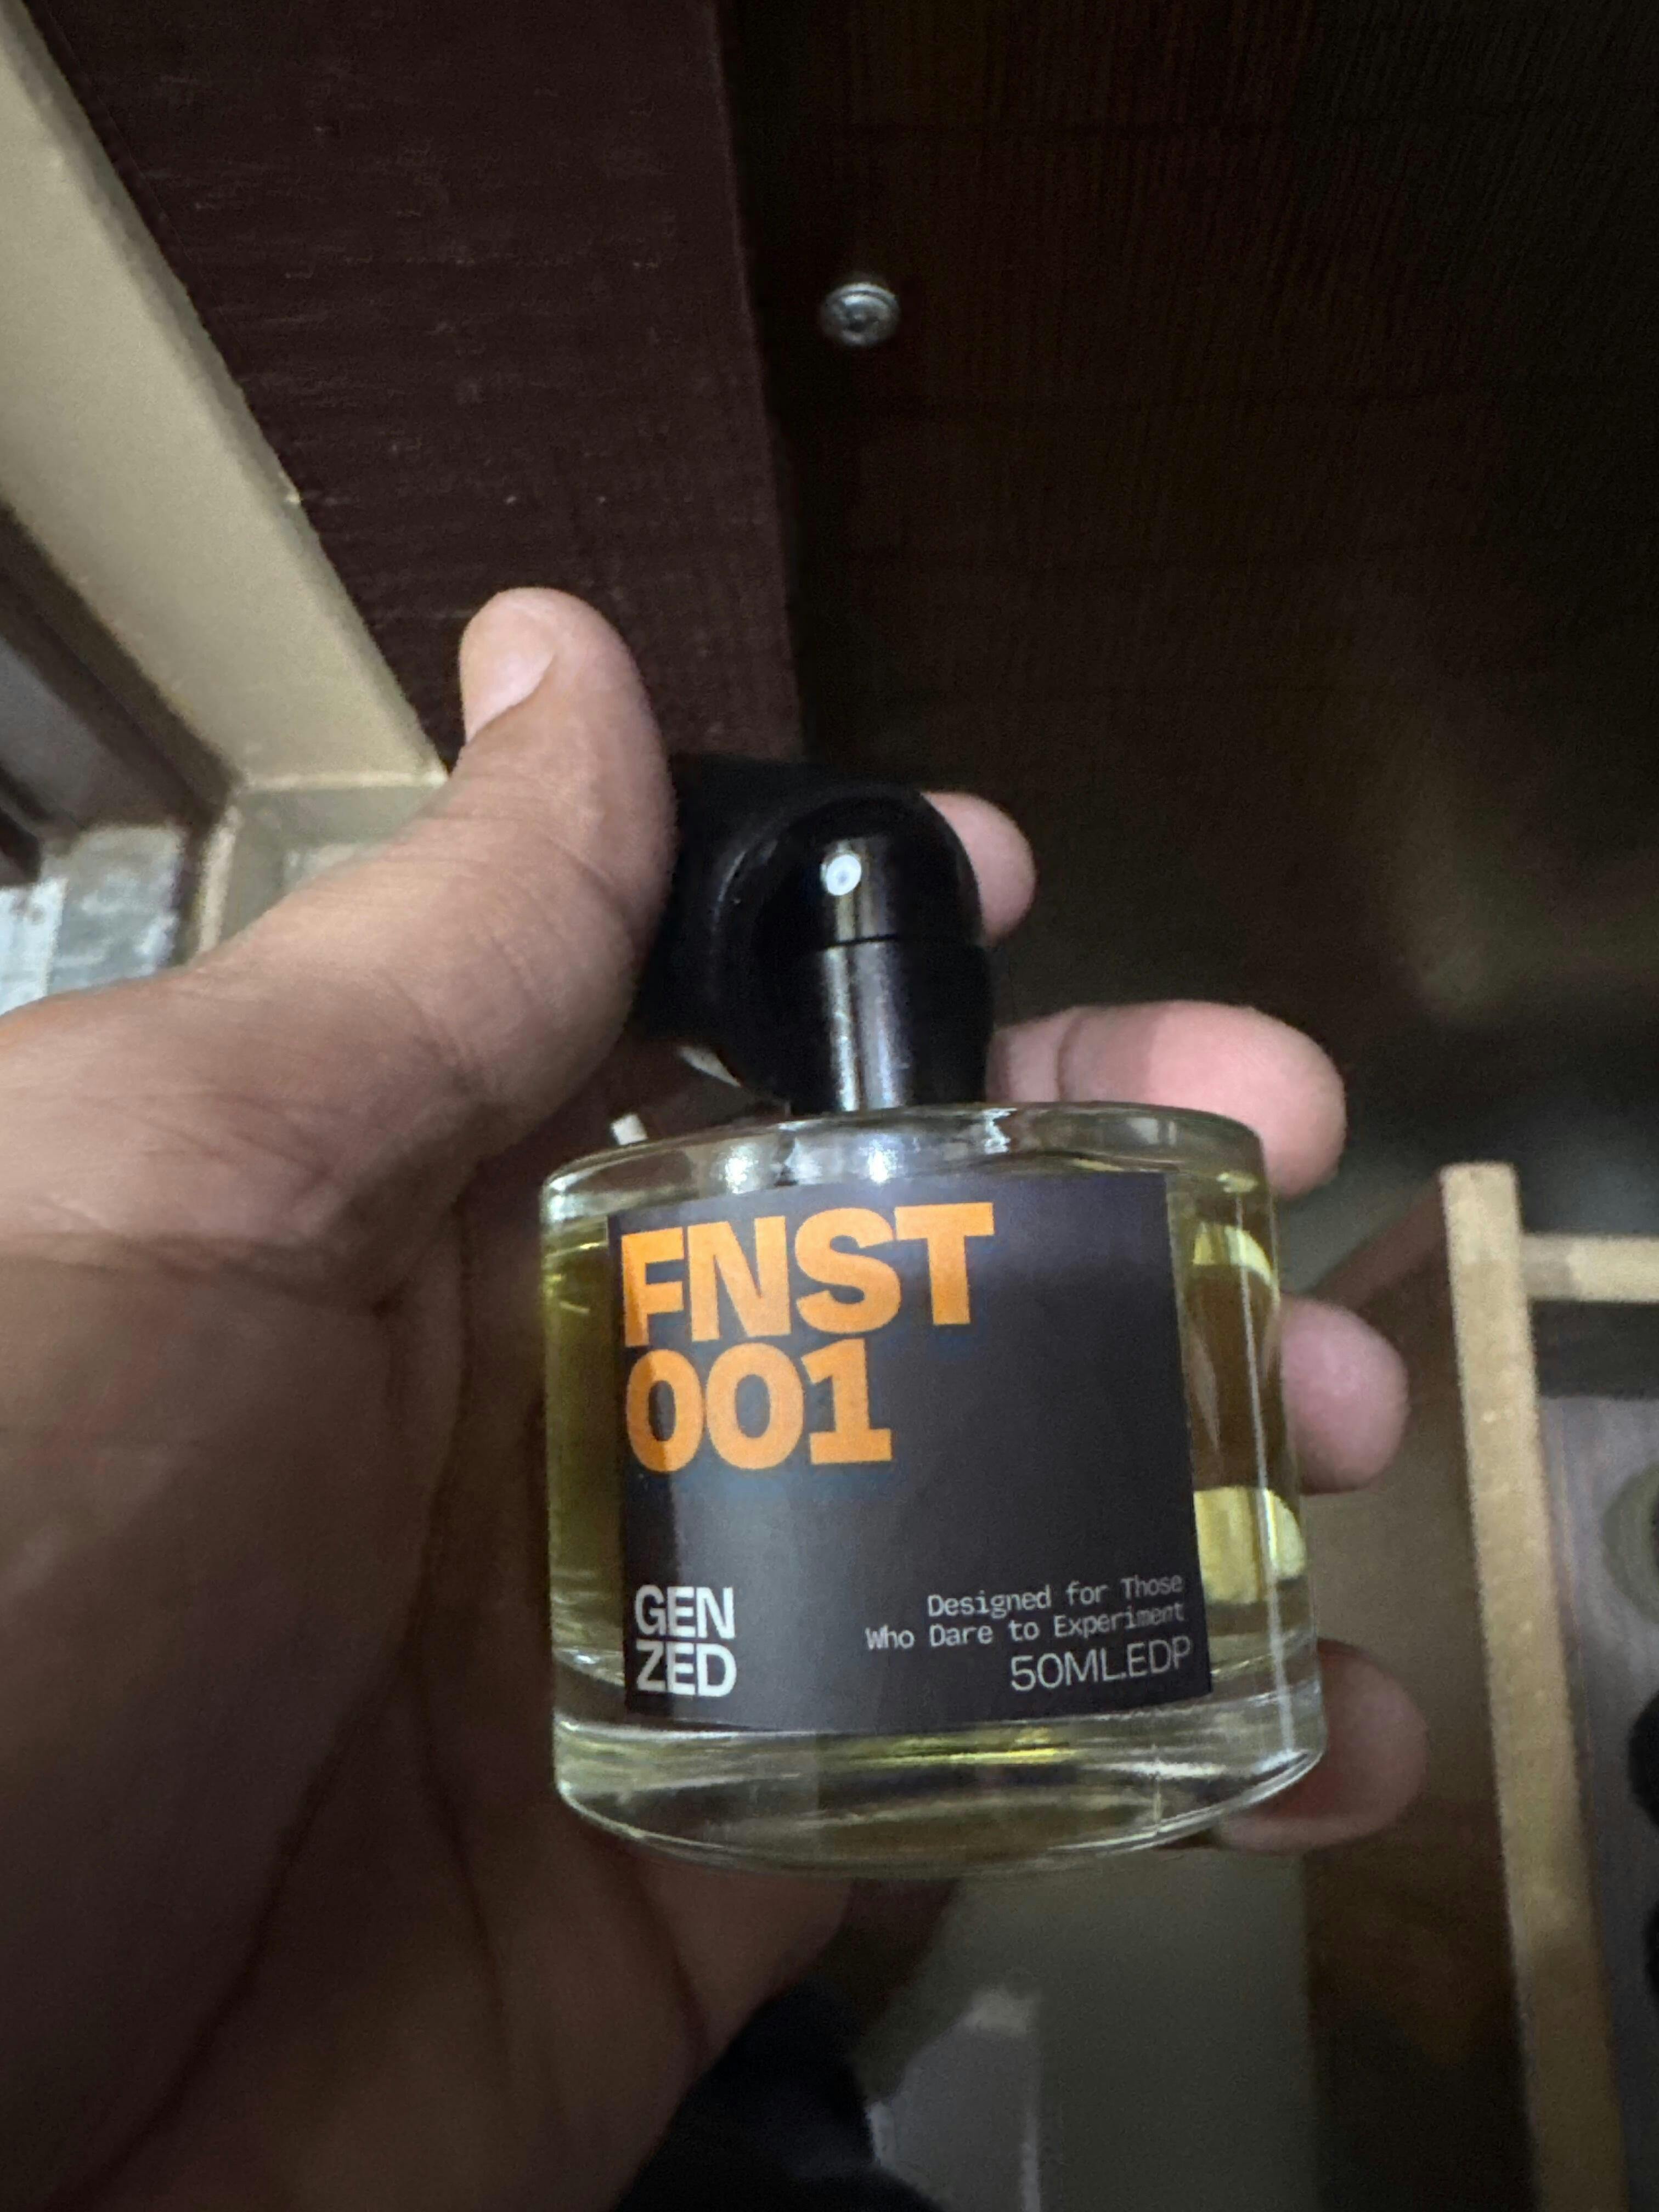 FNST
001
GEN
ZED
Designed for Those
Who Dare to Experiment
50ML.EDP